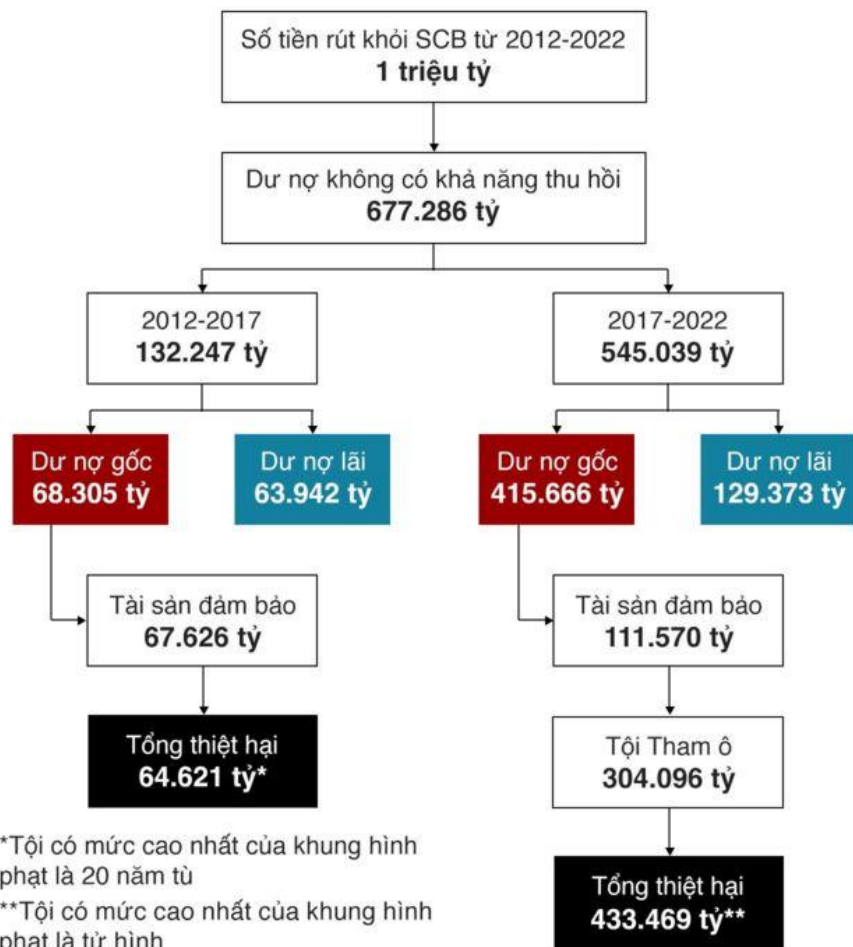 Số tiền rút khỏi SCB từ 2012-2022
1 triệu tỷ
Dư nợ không có khả năng thu hồi
677.286 tỷ
2012-2017
132.247 tỷ
2017-2022
545.039 tỷ
Dư nợ gốc
68.305 tỷ
Dư nợ lãi
63.942 tỷ
Dư nợ gốc
415.666 tỷ
Dư nợ lãi
129.373 tỷ
Tài sản đảm bảo
67.626 tỷ
Tài sản đảm bảo
111.570 tỷ
Tổng thiệt hại
64.621 tỷ*
Tội Tham ô
304.096 tỷ
*Tội có mức cao nhất của khung hình
phạt là 20 năm tù
**Tội có mức cao nhất của khung hình
phạt là tử hình
Tổng thiệt hại
433.469 tỷ**